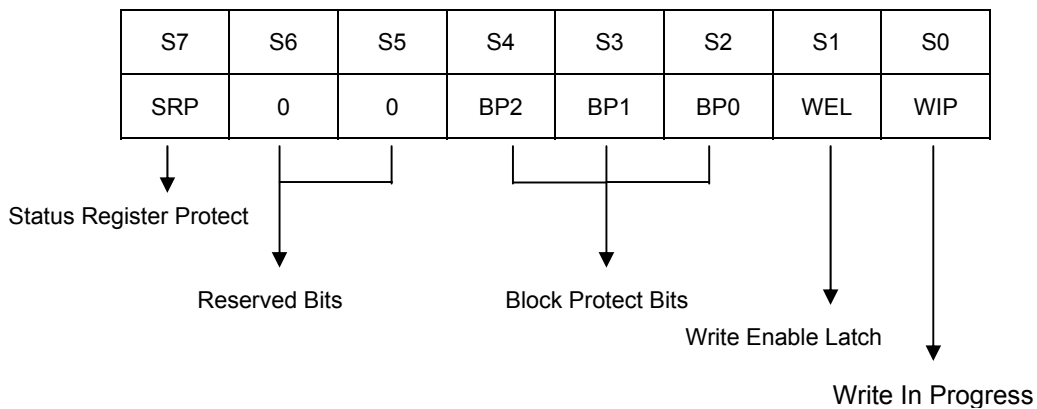 S7 S6 S5 S4 S3 S2 S1 S0
SRP 0 0 BP2 BP1 BP0 WEL WIP
Status Register Protect
Reserved Bits Block Protect Bits
Write Enable Latch
Write In Progress